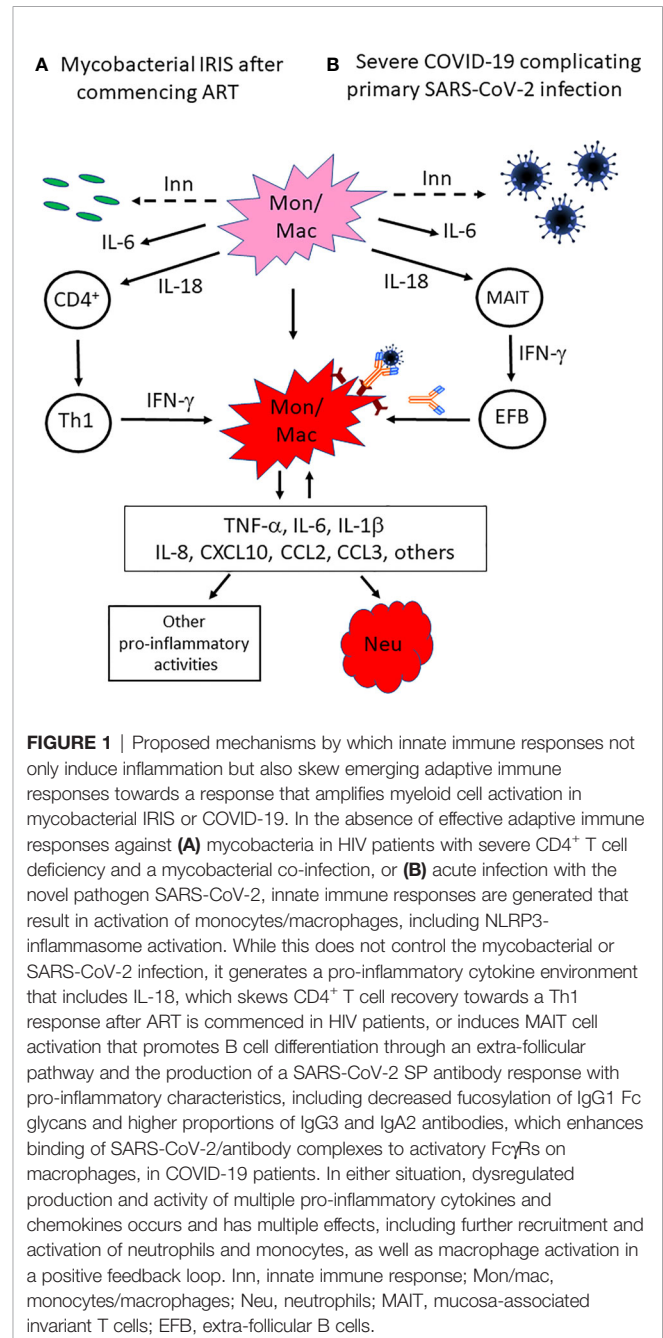 A Mycobacterial IRIS after
commencing ART
B Severe COVID-19 complicating
primary SARS-CoV-2 infection
Inn
Mon/
Mac
Inn
IL-6
IL-6
IL-18
IL-18
CD4⁺
MAIT
IFN-γ
Th1
IFN-γ
Mon/
Mac
EFB
TNF-α, IL-6, IL-1β
IL-8, CXCL10, CCL2, CCL3, others
Other
pro-inflammatory
activities
Neu
FIGURE 1 | Proposed mechanisms by which innate immune responses not
only induce inflammation but also skew emerging adaptive immune
responses towards a response that amplifies myeloid cell activation in
mycobacterial IRIS or COVID-19. In the absence of effective adaptive immune
responses against (A) mycobacteria in HIV patients with severe CD4⁺ T cell
deficiency and a mycobacterial co-infection, or (B) acute infection with the
novel pathogen SARS-CoV-2, innate immune responses are generated that
result in activation of monocytes/macrophages, including NLRP3-
inflammasome activation. While this does not control the mycobacterial or
SARS-CoV-2 infection, it generates a pro-inflammatory cytokine environment
that includes IL-18, which skews CD4⁺ T cell recovery towards a Th1
response after ART is commenced in HIV patients, or induces MAIT cell
activation that promotes B cell differentiation through an extra-follicular
pathway and the production of a SARS-CoV-2 SP antibody response with
pro-inflammatory characteristics, including decreased fucosylation of IgG1 Fc
glycans and higher proportions of IgG3 and IgA2 antibodies, which enhances
binding of SARS-CoV-2/antibody complexes to activatory FcγRs on
macrophages, in COVID-19 patients. In either situation, dysregulated
production and activity of multiple pro-inflammatory cytokines and
chemokines occurs and has multiple effects, including further recruitment and
activation of neutrophils and monocytes, as well as macrophage activation in
a positive feedback loop. Inn, innate immune response; Mon/mac,
monocytes/macrophages; Neu, neutrophils; MAIT, mucosa-associated
invariant T cells; EFB, extra-follicular B cells.